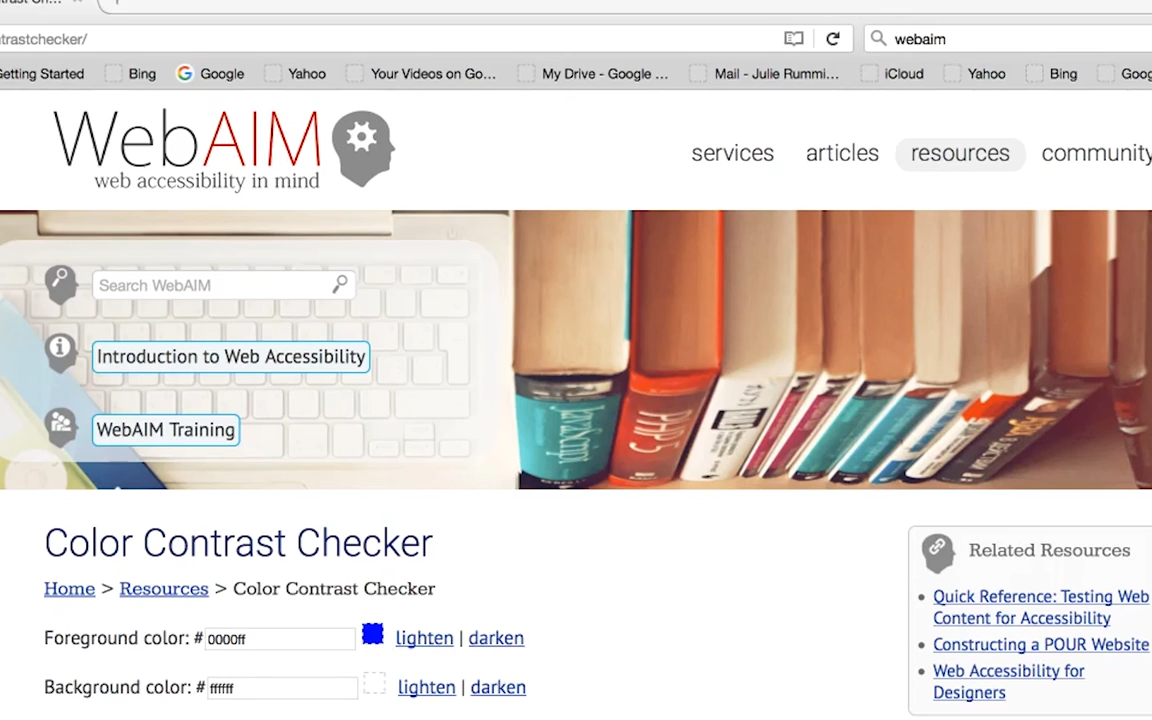 trastchecker/
webaim
Getting Started Bing Google Yahoo Your Videos on Go... My Drive - Google ... Mail - Julie Rummi... iCloud Yahoo Bing Goog
WebAIM
web accessibility in mind
services articles resources community
Search WebAIM
Introduction to Web Accessibility
WebAIM Training
Color Contrast Checker
Home > Resources > Color Contrast Checker
Foreground color: # 0000ff lighten | darken
Background color: # ffffff lighten | darken
Related Resources
Quick Reference: Testing Web
Content for Accessibility
Constructing a POUR Website
Web Accessibility for
Designers